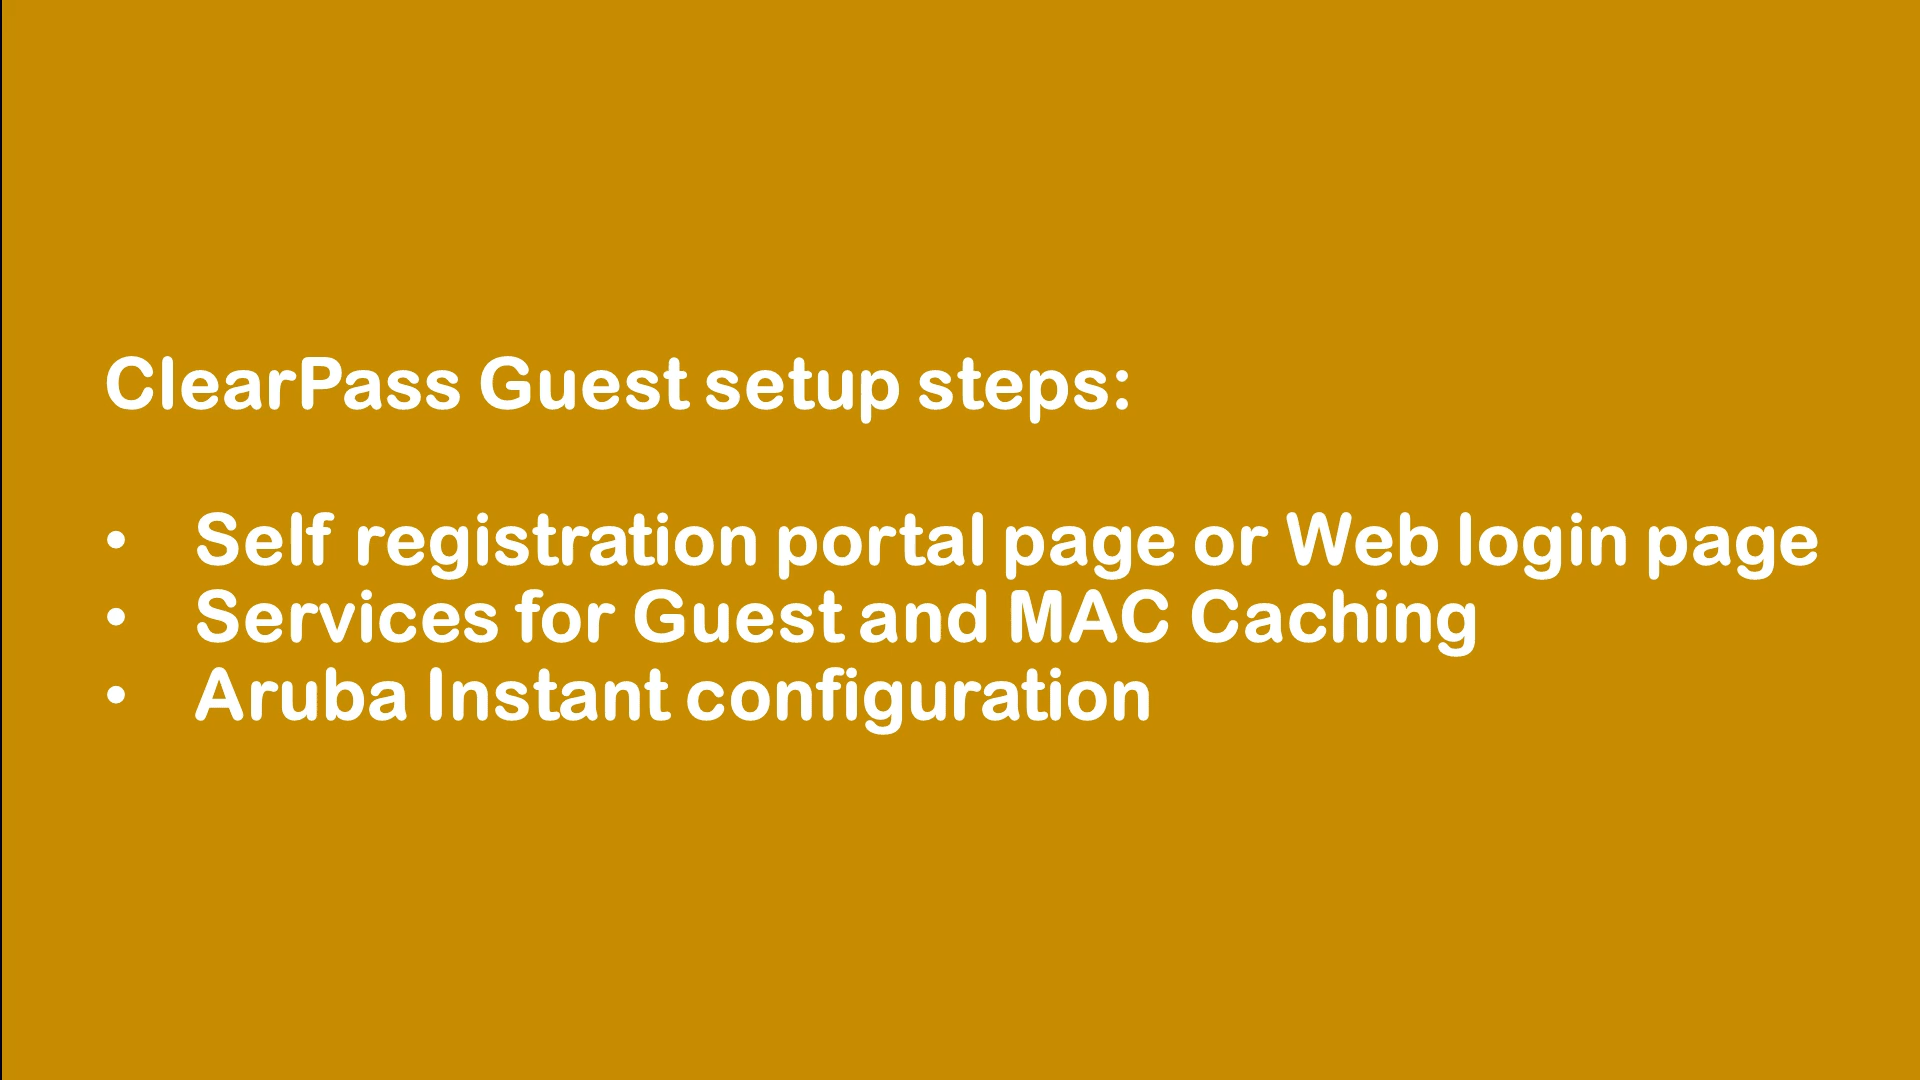 ClearPass Guest setup steps:
• Self registration portal page or Web login page
• Services for Guest and MAC Caching
• Aruba Instant configuration